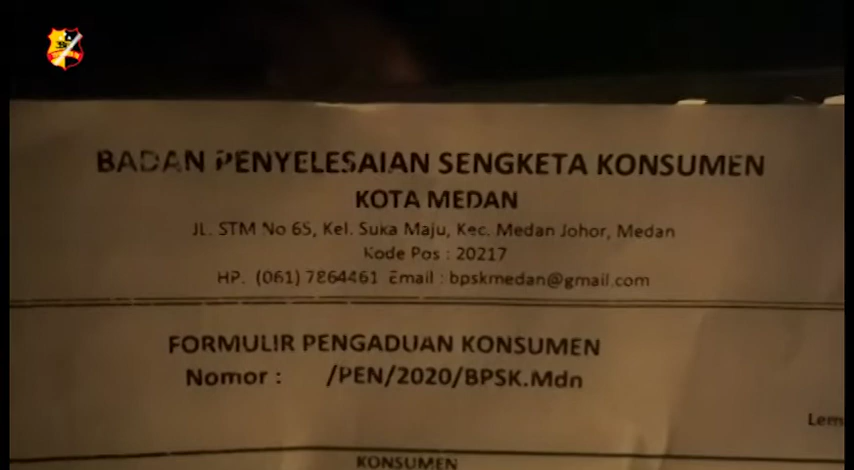 BADAN PENYELESAIAN SENGKETA KONSUMEN
KOTA MEDAN
JL. STM No 65, Kel. Suka Maju, Kec. Medan Johor, Medan
Kode Pos : 20217
HP. (061) 7864461 Email : bpskmedan@gmail.com
FORMULIR PENGADUAN KONSUMEN
Nomor : /PEN/2020/BPSK.Mdn
Lem
KONSUMEN